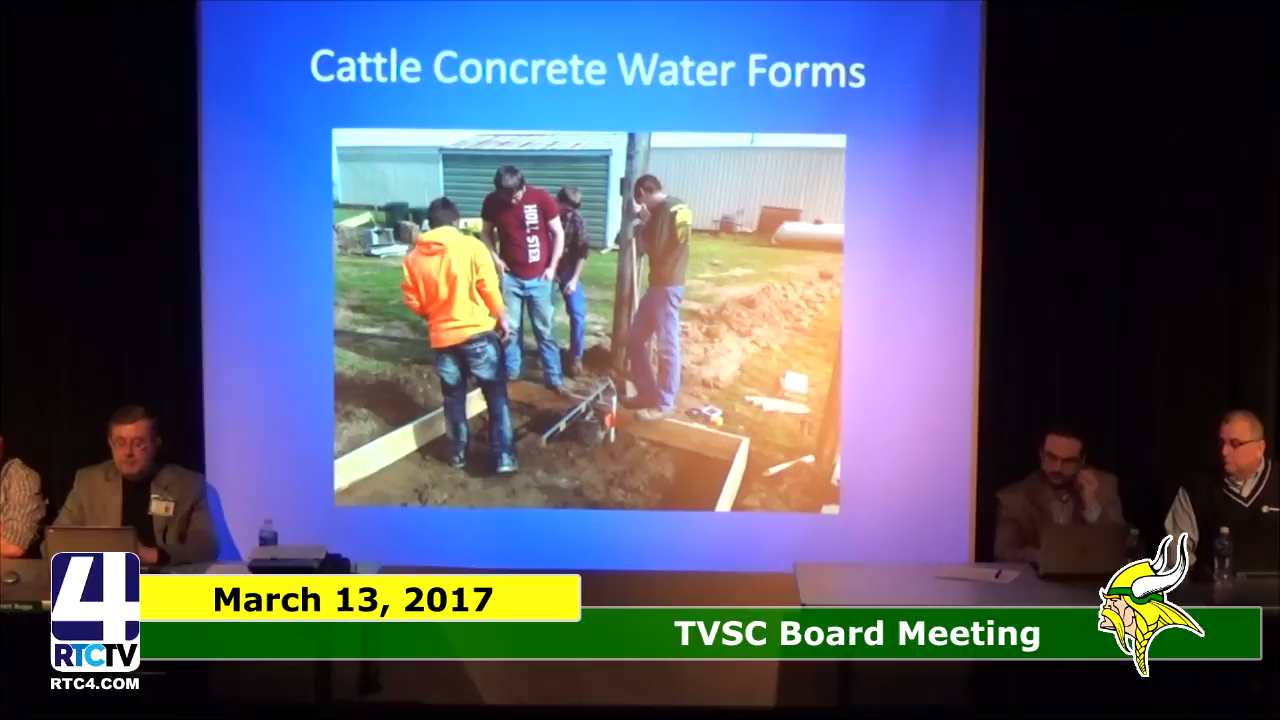 Cattle Concrete Water Forms
HOLLISTER
4
March 13, 2017
TVSC Board Meeting
RTCTV
RTC4.COM